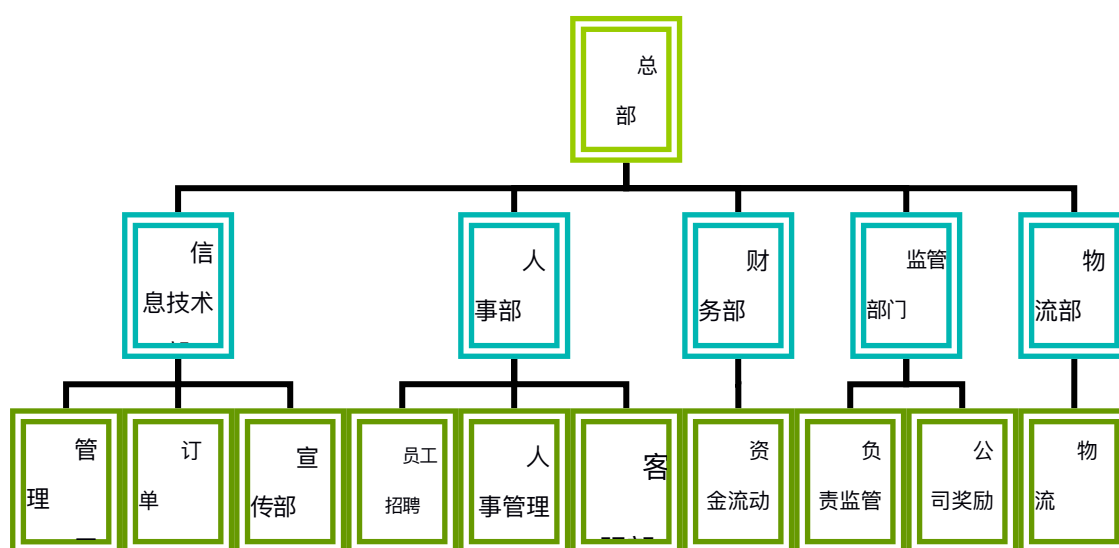 总
部
信
息技术
人
事部
财
务部
监管
部门
物
流部
管
理
订
单
宣
传部
员工
招聘
人
事管理
客
资
金流动
负
责监管
公
司奖励
物
流